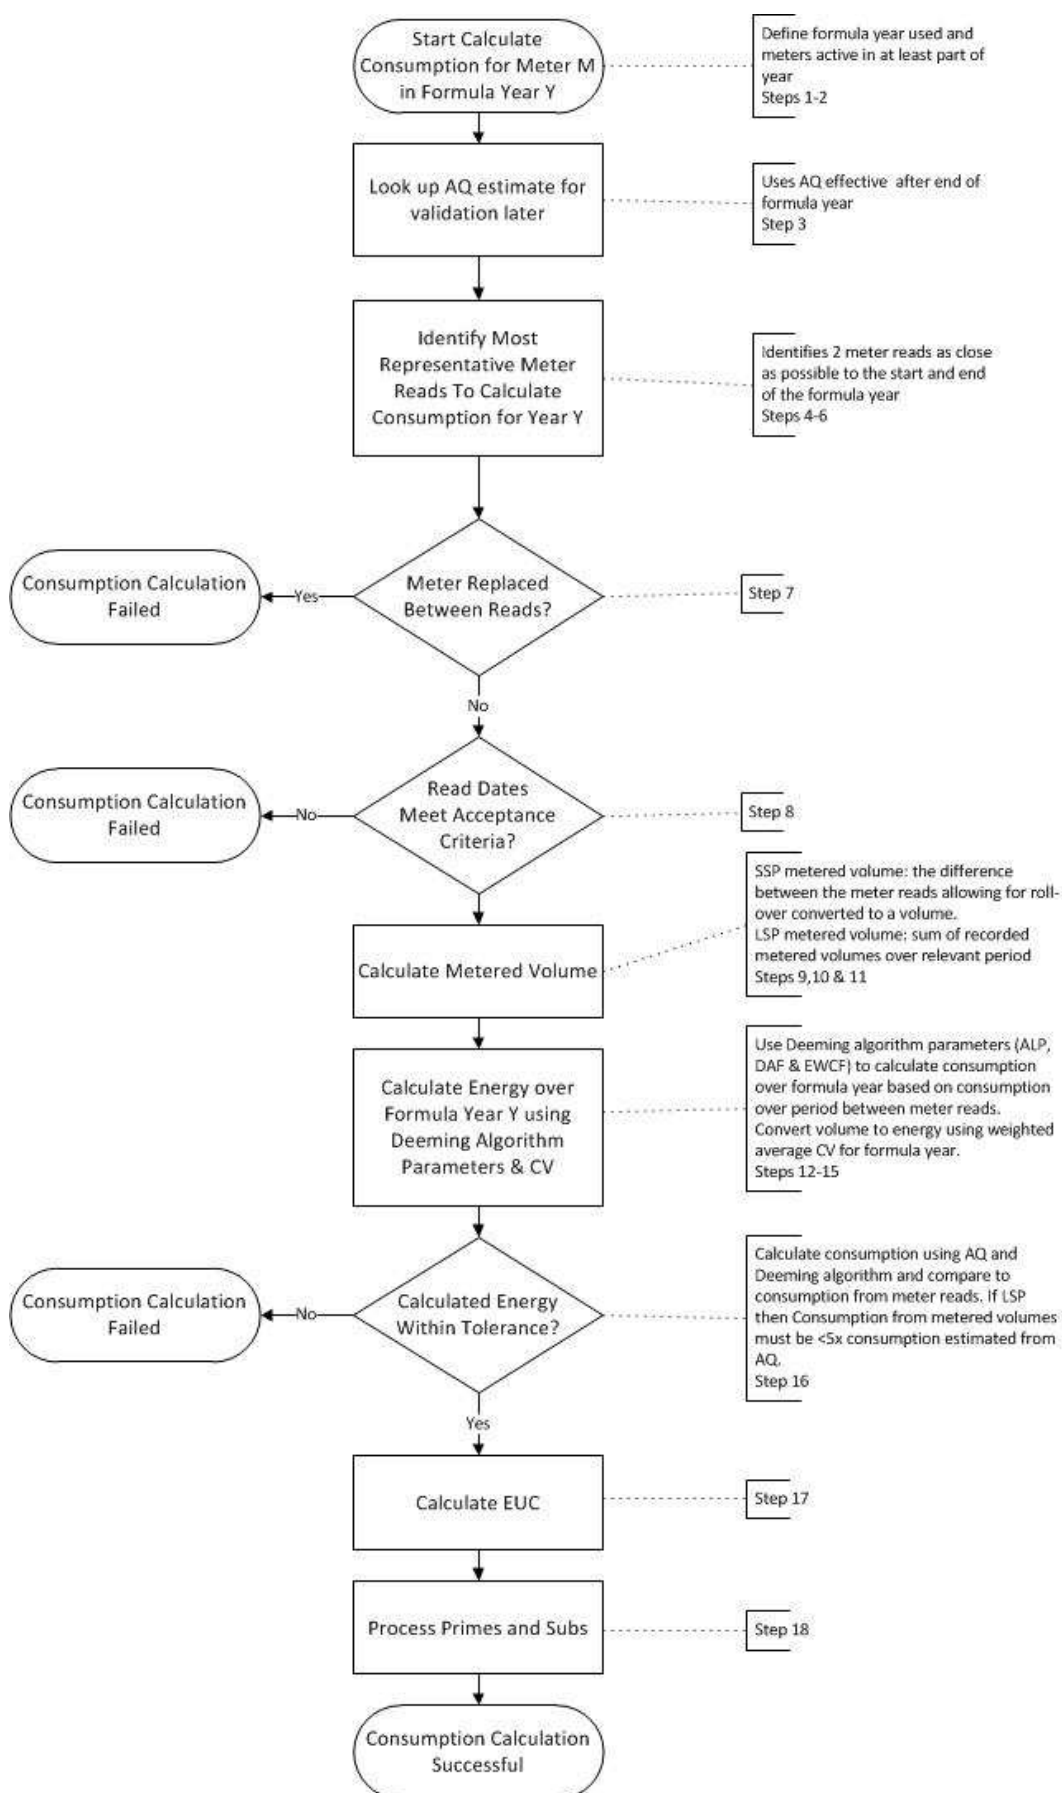 Start Calculate
Consumption for Meter M
in Formula Year Y
Define formula year used and
meters active in at least part of
year
Steps 1-2
Look up AQ estimate for
validation later
Uses AQ effective after end of
formula year
Step 3
Identify Most
Representative Meter
Reads To Calculate
Consumption for Year Y
Identifies 2 meter reads as close
as possible to the start and end
of the formula year
Steps 4-6
Meter Replaced
Between Reads?
Yes
Consumption Calculation
Failed
Step 7
No
Read Dates
Meet Acceptance
Criteria?
No
Consumption Calculation
Failed
Step 8
Calculate Metered Volume
SSP metered volume: the difference
between the meter reads allowing for roll-
over converted to a volume.
LSP metered volume: sum of recorded
metered volumes over relevant period
Steps 9,10 & 11
Calculate Energy over
Formula Year Y using
Deeming Algorithm
Parameters & CV
Use Deeming algorithm parameters (ALP,
DAF & EWCF) to calculate consumption
over formula year based on consumption
over period between meter reads.
Convert volume to energy using weighted
average CV for formula year.
Steps 12-15
Calculated Energy
Within Tolerance?
No
Consumption Calculation
Failed
Calculate consumption using AQ and
Deeming algorithm and compare to
consumption from meter reads. If LSP
then Consumption from metered volumes
must be <5x consumption estimated from
AQ.
Step 16
Yes
Calculate EUC
Step 17
Process Primes and Subs
Step 18
Consumption Calculation
Successful